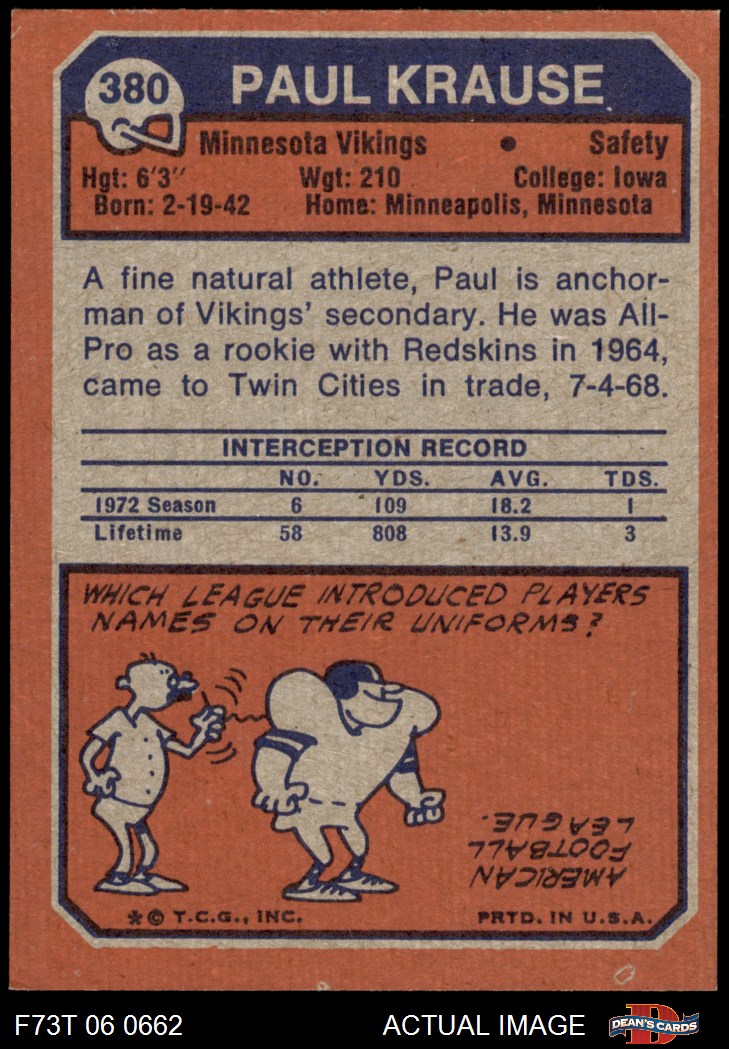 380
PAUL KRAUSE
Minnesota Vikings • Safety
Hgt: 6'3" Wgt: 210 College: Iowa
Born: 2-19-42 Home: Minneapolis, Minnesota
A fine natural athlete, Paul is anchor-
man of Vikings' secondary. He was All-
Pro as a rookie with Redskins in 1964,
came to Twin Cities in trade, 7-4-68.
INTERCEPTION RECORD
NO. YDS. AVG. TDS.
1972 Season 6 109 18.2 1
Lifetime 58 808 13.9 3
WHICH LEAGUE INTRODUCED PLAYERS
NAMES ON THEIR UNIFORMS?
AMERICAN
FOOTBALL
LEAGUE.
*© T.C.G., INC. PRTD. IN U.S.A.
F73T 06 0662 ACTUAL IMAGE DEAN'S CARDS